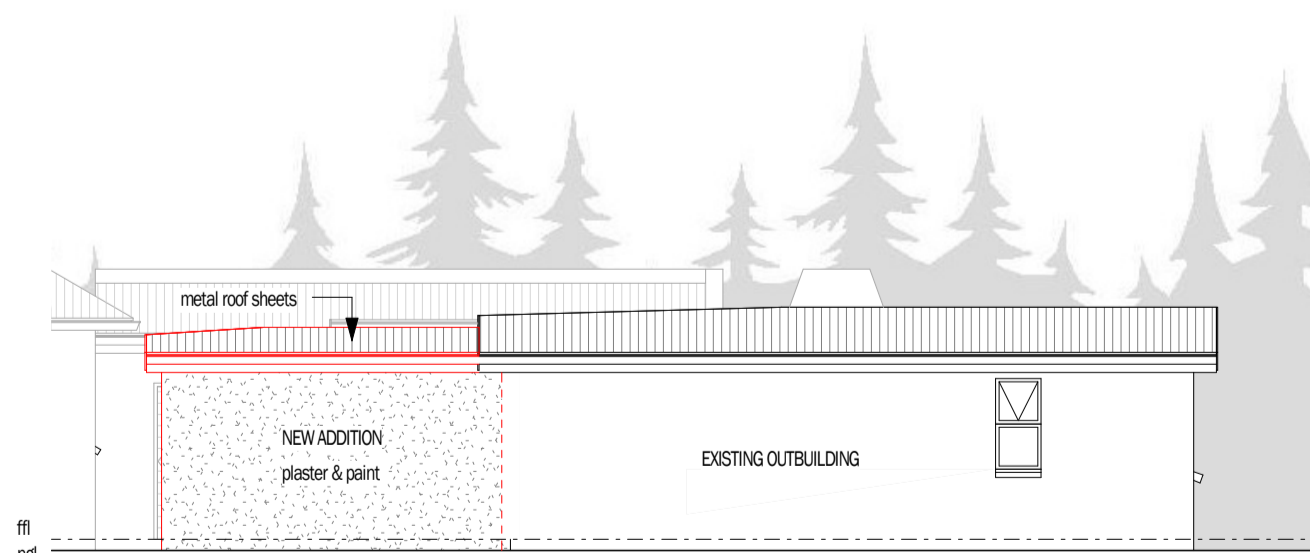 metal roof sheets
NEW ADDITION
plaster & paint
EXISTING OUTBUILDING
ffl